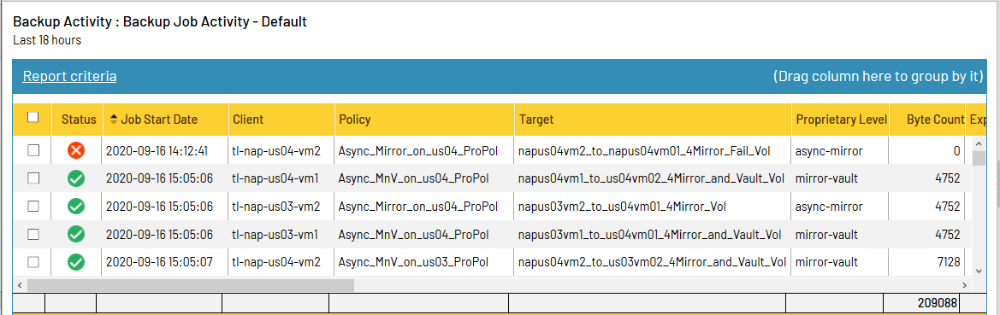 Backup Activity : Backup Job Activity - Default
Last 18 hours
Report criteria (Drag column here to group by it)
Status Job Start Date Client Policy Target Proprietary Level Byte Count Exp
2020-09-16 14:12:41 tl-nap-us04-vm2 Async_Mirror_on_us04_ProPol napus04vm2_to_napus04vm01_4Mirror_Fail_Vol async-mirror 0
2020-09-16 15:05:06 tl-nap-us04-vm1 Async_MnV_on_us04_ProPol napus04vm1_to_us04vm02_4Mirror_and_Vault_Vol mirror-vault 4752
2020-09-16 15:05:06 tl-nap-us03-vm2 Async_Mirror_on_us04_ProPol napus03vm2_to_us04vm01_4Mirror_Vol async-mirror 4752
2020-09-16 15:05:06 tl-nap-us03-vm1 Async_MnV_on_us04_ProPol napus03vm1_to_us04vm01_4Mirror_and_Vault_Vol mirror-vault 4752
2020-09-16 15:05:07 tl-nap-us04-vm2 Async_MnV_on_us03_ProPol napus04vm2_to_us03vm02_4Mirror_and_Vault_Vol mirror-vault 7128
209088